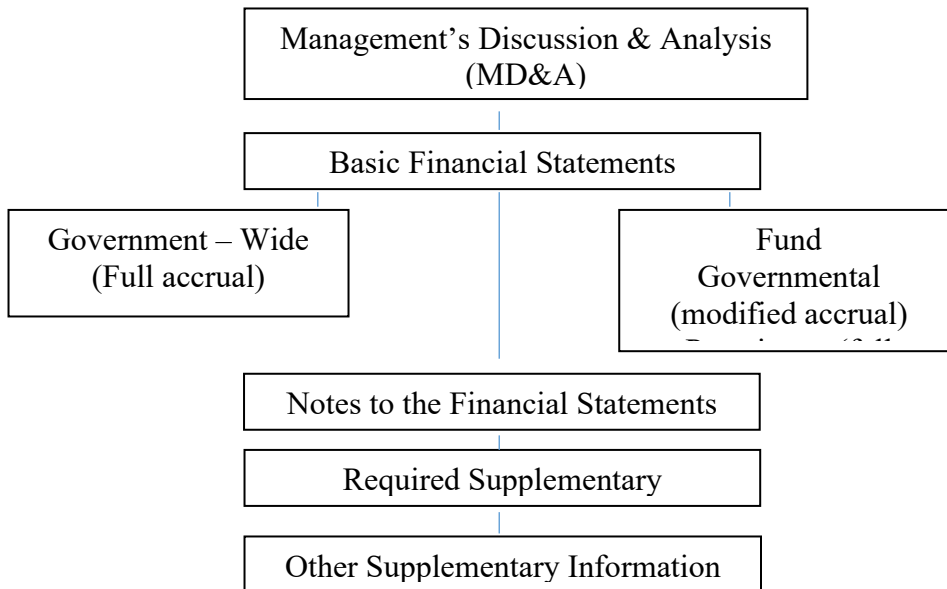 Management’s Discussion & Analysis
(MD&A)
Basic Financial Statements
Government – Wide
(Full accrual)
Fund
Governmental
(modified accrual)
Notes to the Financial Statements
Required Supplementary
Other Supplementary Information